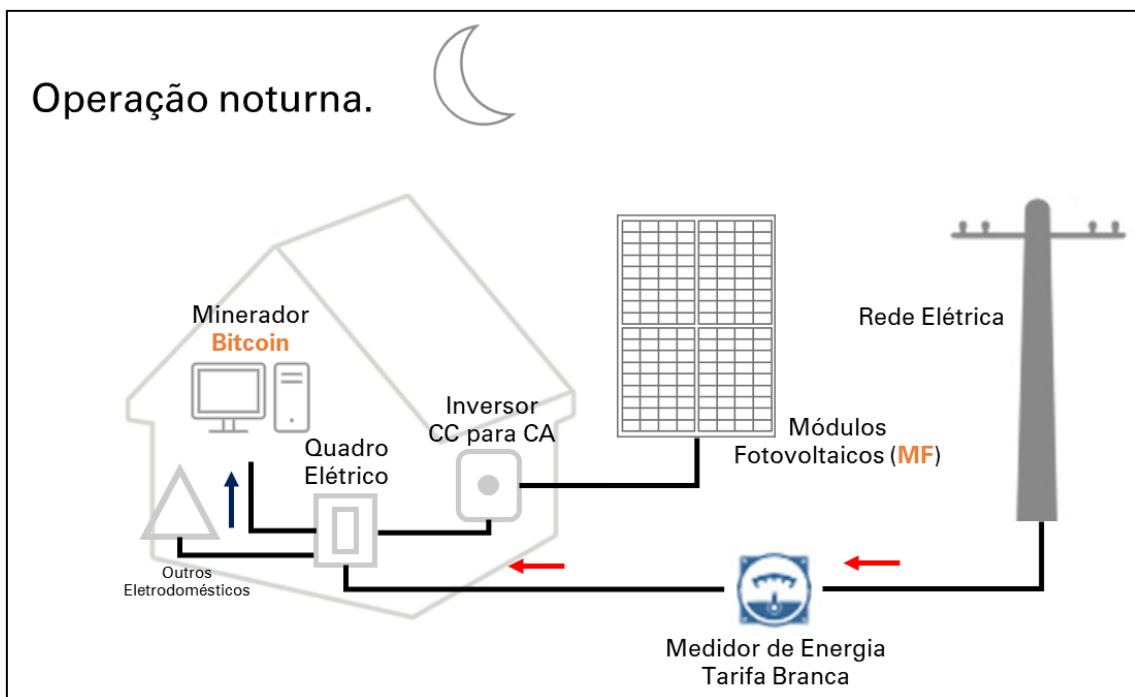 Operação noturna.
Minerador
Bitcoin
Inversor
CC para CA
Quadro
Elétrico
Outros
Eletrodomésticos
Módulos
Fotovoltaicos (MF)
Rede Elétrica
Medidor de Energia
Tarifa Branca